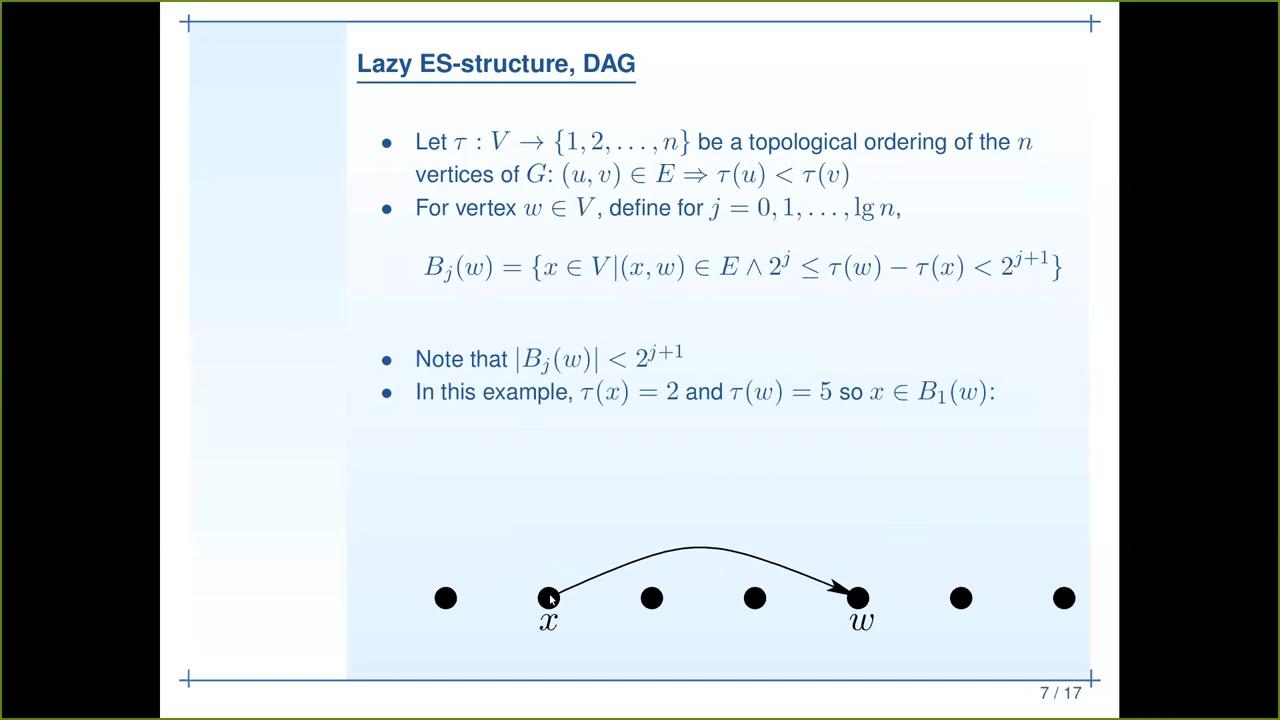 Lazy ES-structure, DAG
• Let τ : V → {1, 2, . . . , n} be a topological ordering of the n
vertices of G: (u, v) ∈ E ⇒ τ(u) < τ(v)
• For vertex w ∈ V, define for j = 0, 1, . . . , lg n,
B_j(w) = {x ∈ V|(x, w) ∈ E ∧ 2^j ≤ τ(w) − τ(x) < 2^{j+1}}
• Note that |B_j(w)| < 2^{j+1}
• In this example, τ(x) = 2 and τ(w) = 5 so x ∈ B_1(w):
x w
7 / 17